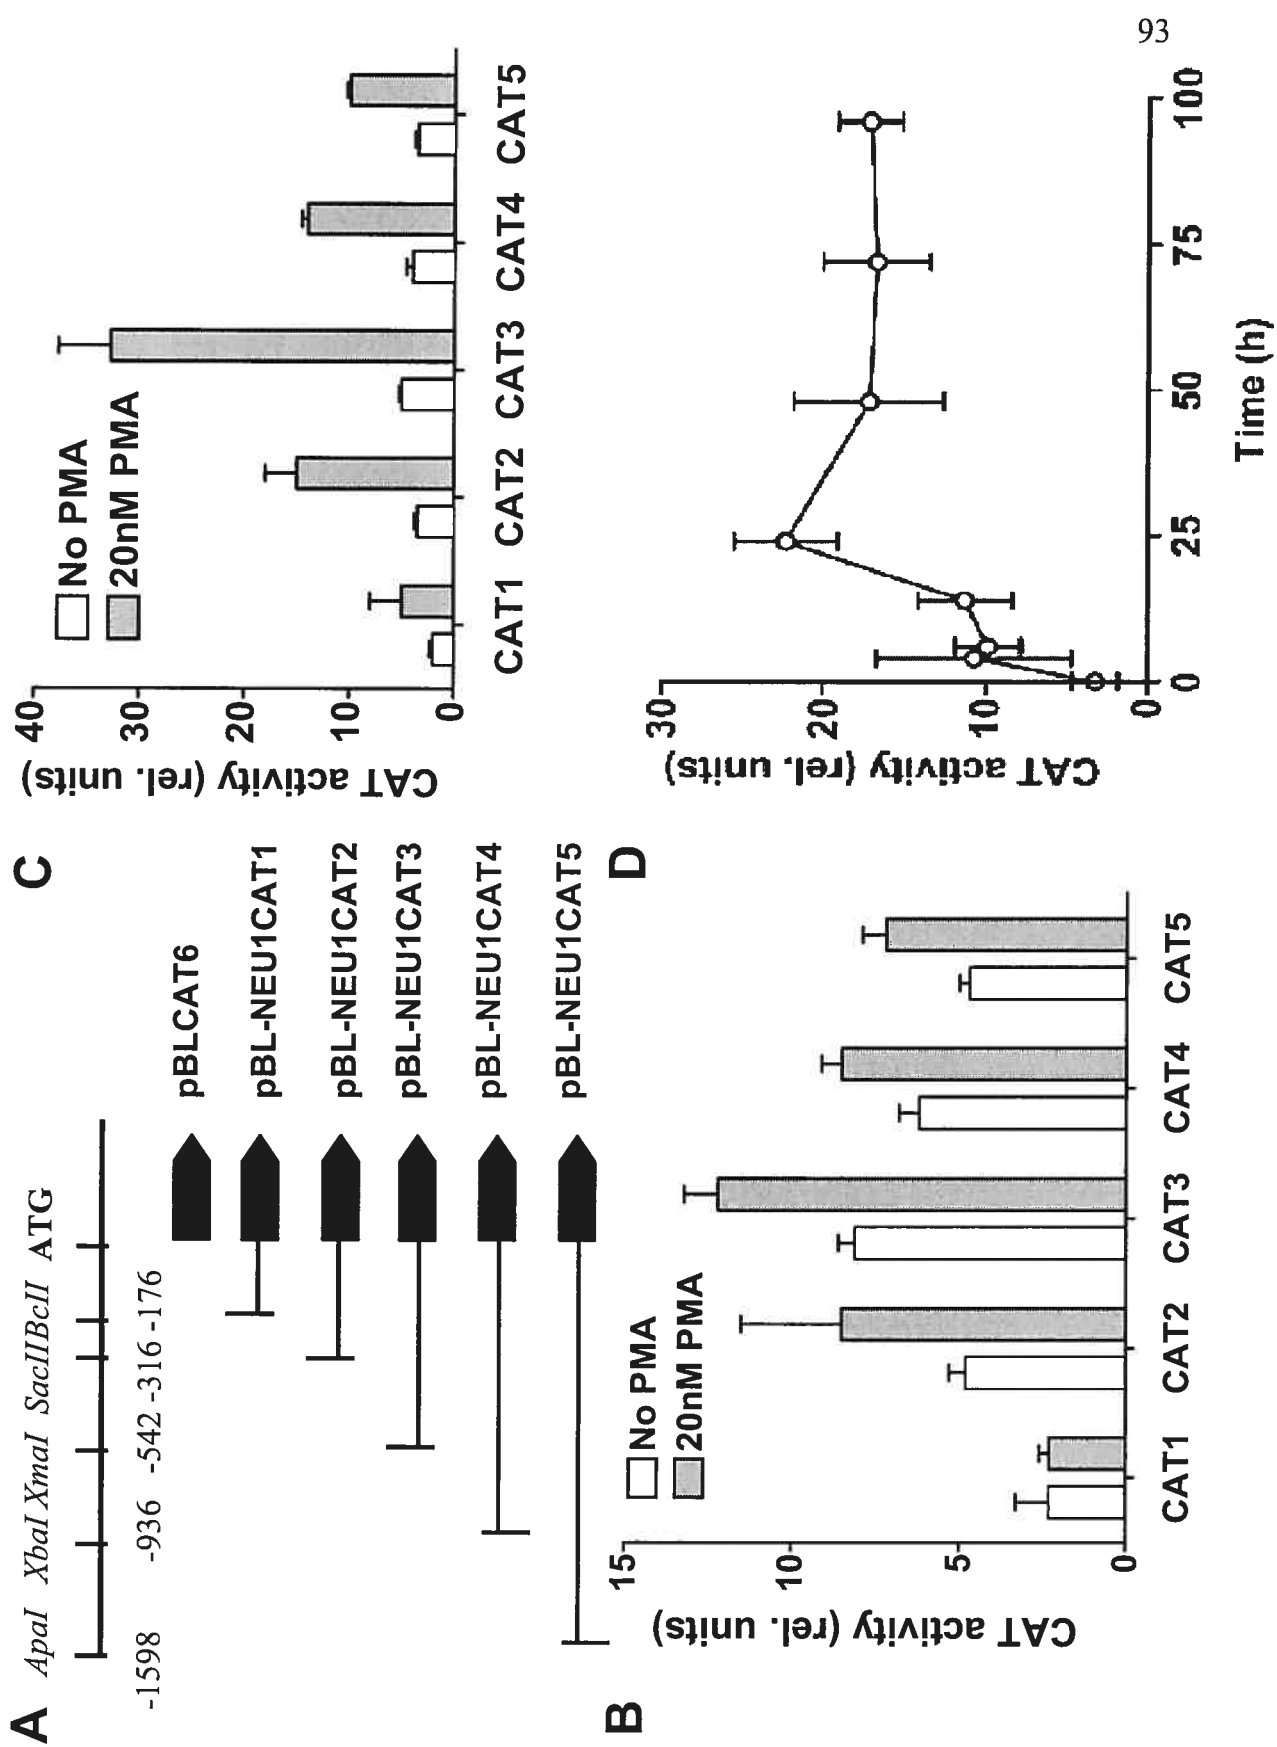 93
A
ApaI XbaI XmaI SacII BclI ATG
-1598 -936 -542 -316 -176
pBLCAT6
pBL-NEU1CAT1
pBL-NEU1CAT2
pBL-NEU1CAT3
pBL-NEU1CAT4
pBL-NEU1CAT5
C
CAT activity (rel. units)
40
30
20
10
0
No PMA
20nM PMA
CAT1 CAT2 CAT3 CAT4 CAT5
B
CAT activity (rel. units)
15
10
5
0
No PMA
20nM PMA
CAT1 CAT2 CAT3 CAT4 CAT5
D
CAT activity (rel. units)
30
20
10
0
0 25 50 75 100
Time (h)